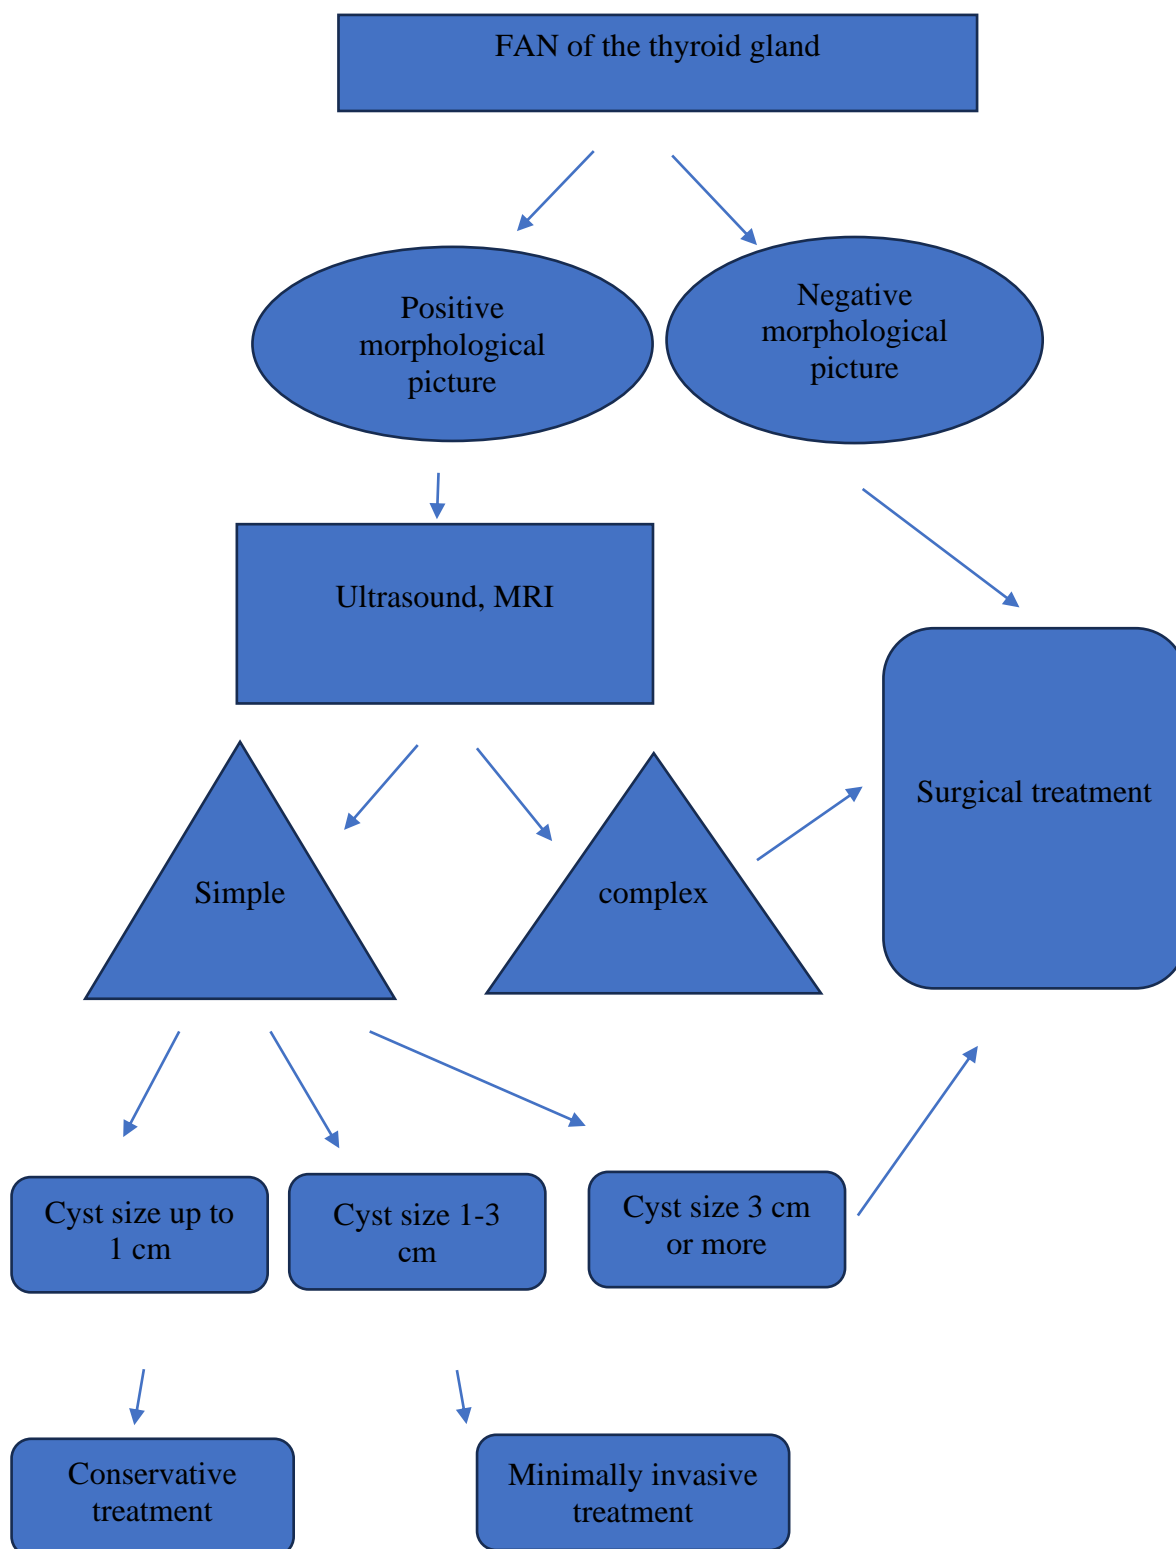 FAN of the thyroid gland
Positive
morphological
picture
Negative
morphological
picture
Ultrasound, MRI
Surgical treatment
Simple
complex
Cyst size up to
1 cm
Cyst size 1-3
cm
Cyst size 3 cm
or more
Conservative
treatment
Minimally invasive
treatment